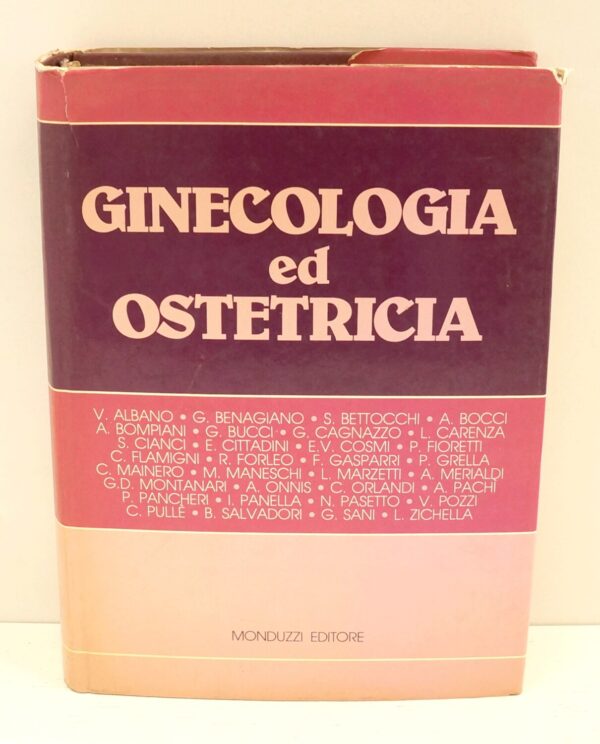 GINECOLOGIA
ed
OSTETRICIA
V. ALBANO • G. BENAGIANO • S. BETTOCCHI • A. BOCCI
A. BOMPIANI • G. BUCCI • G. CAGNAZZO • L. CARENZA
S. CIANCI • E. CITTADINI • E.V. COSMI • P. FIORETTI
C. FLAMIGNI • R. FORLEO • F. GASPARRI • P. GRELLA
C. MAINERO • M. MANESCHI • L. MARZETTI • A. MERIALDI
G.D. MONTANARI • A. ONNIS • C. ORLANDI • A. PACHÌ
P. PANCHERI • I. PANELLA • N. PASETTO • V. POZZI
C. PULLÈ • B. SALVADORI • G. SANI • L. ZICHELLA
MONDUZZI EDITORE